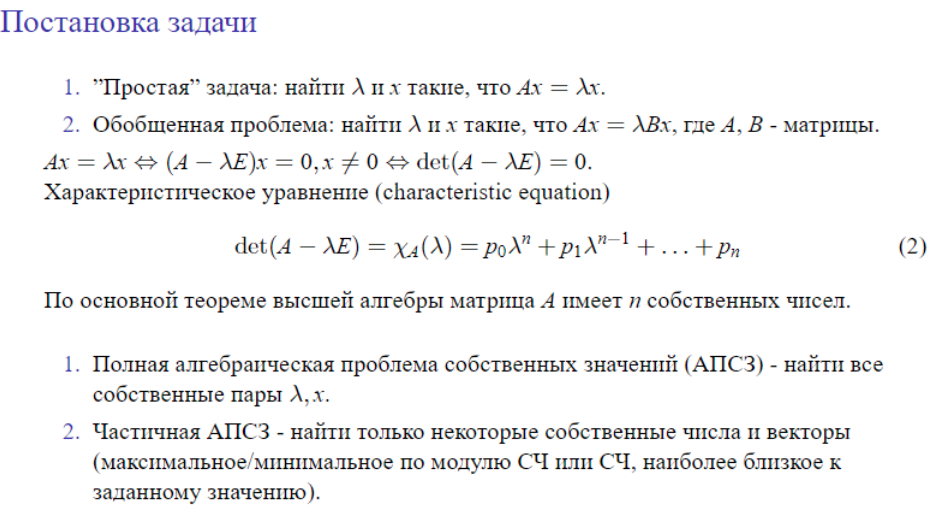 Постановка задачи
1. ”Простая” задача: найти λ и x такие, что Ax = λx.
2. Обобщенная проблема: найти λ и x такие, что Ax = λBx, где A, B - матрицы.
Ax = λx ⇔ (A − λE)x = 0, x ≠ 0 ⇔ det(A − λE) = 0.
Характеристическое уравнение (characteristic equation)
det(A − λE) = χ_A(λ) = p₀λⁿ + p₁λⁿ⁻¹ + … + pₙ (2)
По основной теореме высшей алгебры матрица A имеет n собственных чисел.
1. Полная алгебраическая проблема собственных значений (АПСЗ) - найти все
собственные пары λ, x.
2. Частичная АПСЗ - найти только некоторые собственные числа и векторы
(максимальное/минимальное по модулю СЧ или СЧ, наиболее близкое к
заданному значению).